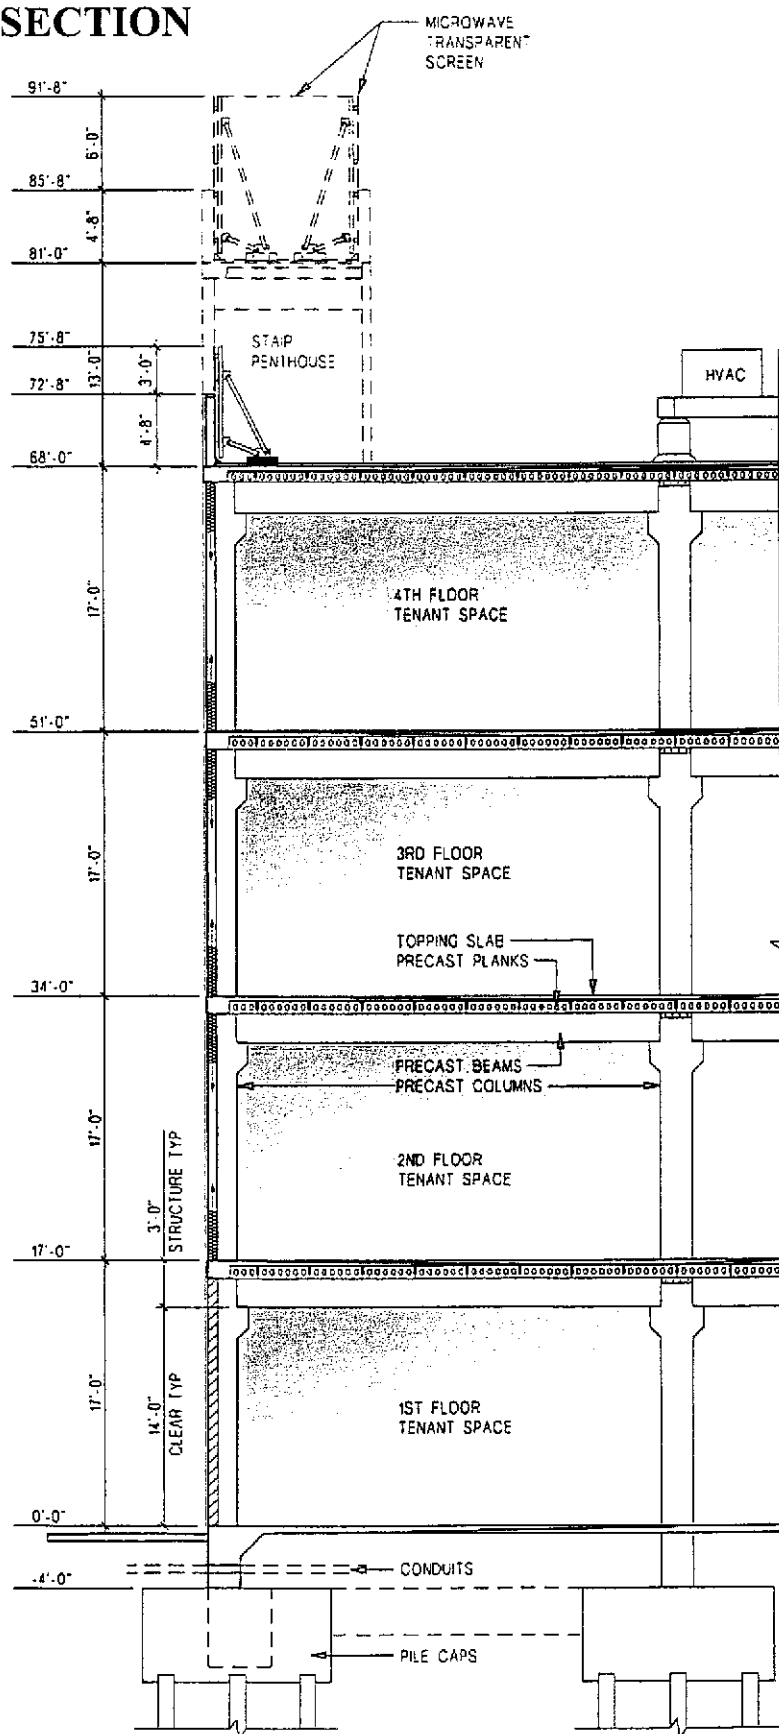 SECTION
MICROWAVE
TRANSPARENT
SCREEN
91'-8"
6'-0"
85'-8"
4'-8"
81'-0"
75'-8"
13'-0"
3'-0"
STAIR
PENTHOUSE
72'-8"
HVAC
4'-8"
68'-0"
17'-0"
4TH FLOOR
TENANT SPACE
51'-0"
17'-0"
3RD FLOOR
TENANT SPACE
TOPPING SLAB
PRECAST PLANKS
34'-0"
PRECAST BEAMS
PRECAST COLUMNS
17'-0"
2ND FLOOR
TENANT SPACE
3'-0"
STRUCTURE TYP
17'-0"
17'-0"
14'-0"
CLEAR TYP
1ST FLOOR
TENANT SPACE
0'-0"
CONDUITS
-4'-0"
PILE CAPS